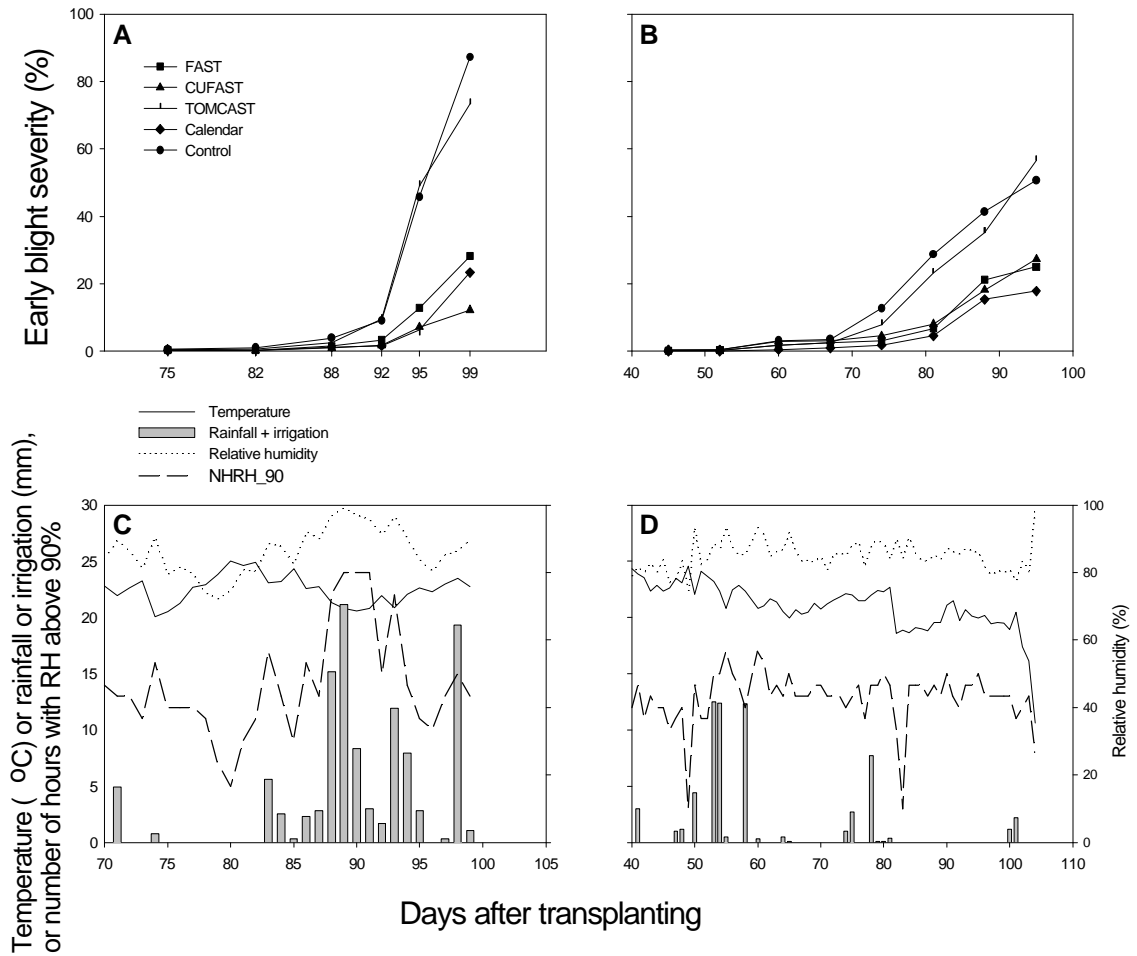 A
B
Early blight severity (%)
100
80
60
40
20
0
FAST
CUFAST
TOMCAST
Calendar
Control
75 82 88 92 95 99
40 50 60 70 80 90 100
Temperature
Rainfall + irrigation
Relative humidity
NHRH_90
C
D
Temperature ( ºC) or rainfall or irrigation (mm),
or number of hours with RH above 90%
30
25
20
15
10
5
0
70 75 80 85 90 95 100 105
40 50 60 70 80 90 100 110
100
80
60
40
20
0
Relative humidity (%)
Days after transplanting